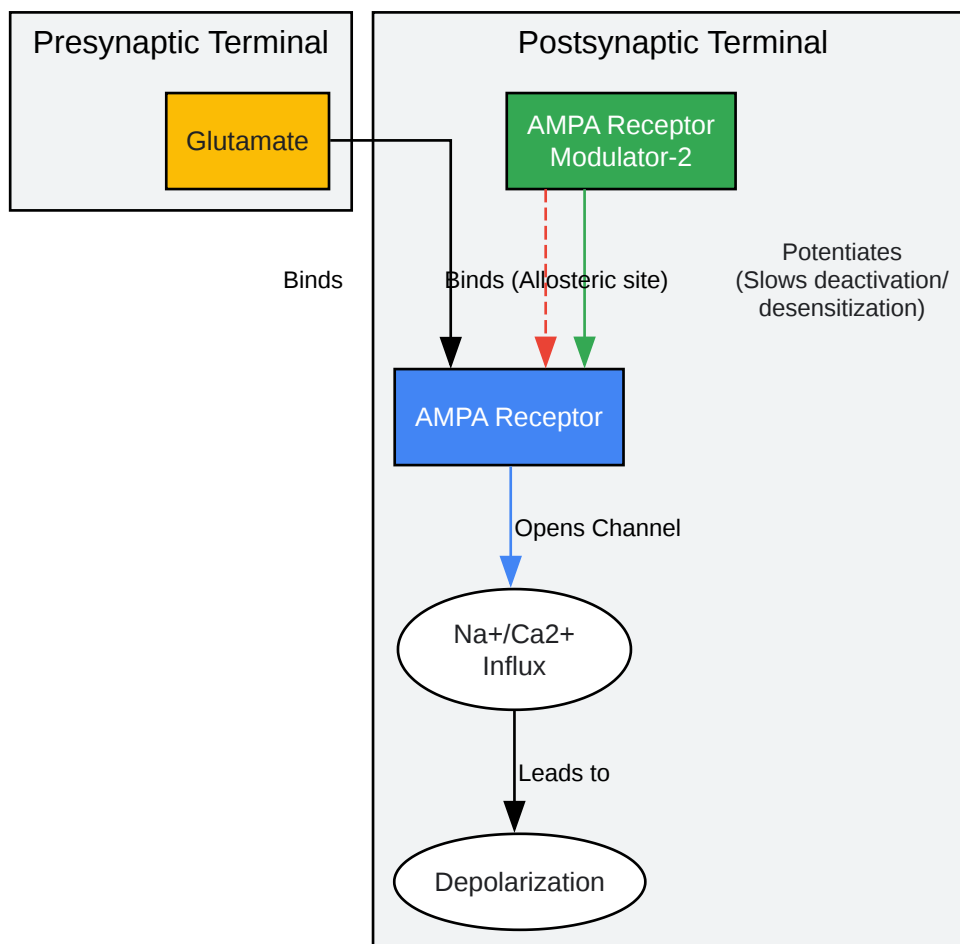 Presynaptic Terminal
Postsynaptic Terminal
Glutamate
AMPA Receptor
Modulator-2
Binds
Binds (Allosteric site)
Potentiates
(Slows deactivation/
desensitization)
AMPA Receptor
Opens Channel
Na+/Ca2+
Influx
Leads to
Depolarization